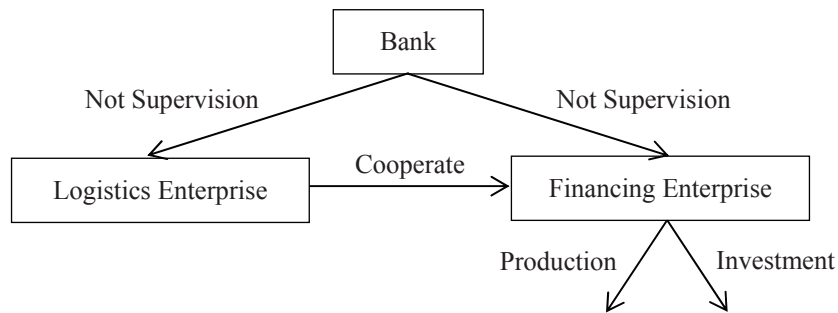 Bank
Not Supervision
Not Supervision
Cooperate
Logistics Enterprise
Financing Enterprise
Production
Investment